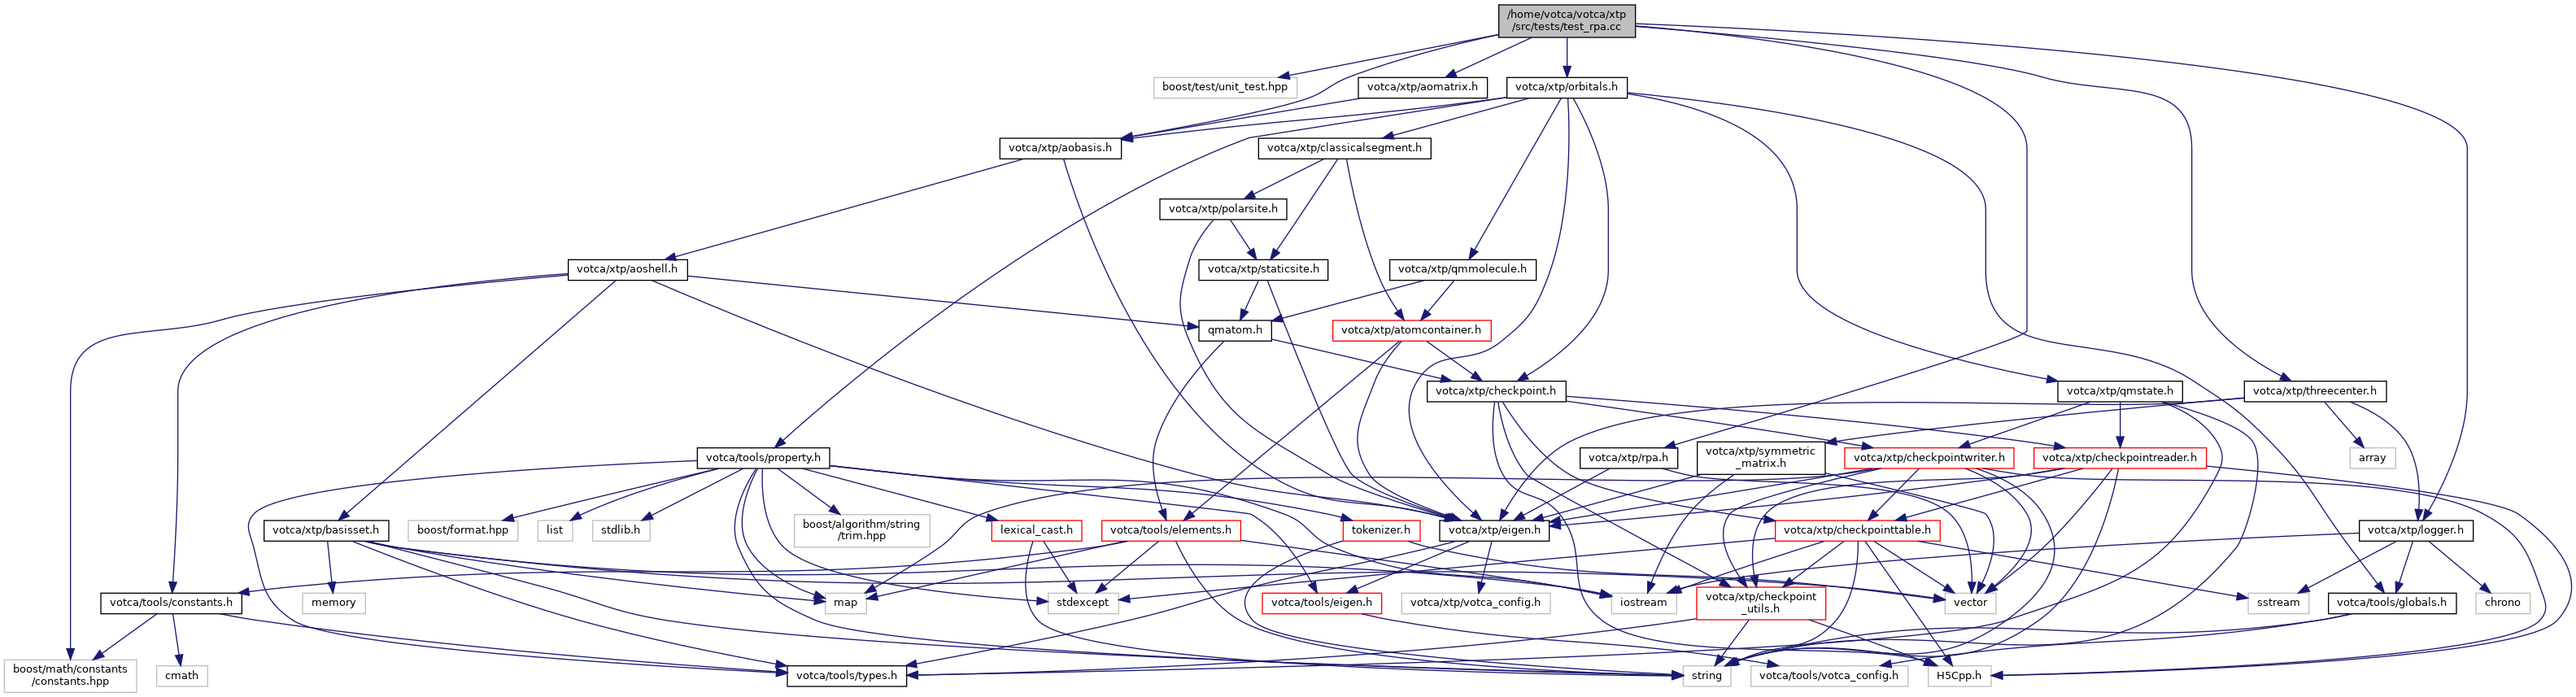 /home/votca/votca/xtp
/src/tests/test_rpa.cc
boost/test/unit_test.hpp
votca/xtp/aomatrix.h
votca/xtp/orbitals.h
votca/xtp/aobasis.h
votca/xtp/classicalsegment.h
votca/xtp/polarsite.h
votca/xtp/aoshell.h
votca/xtp/staticsite.h
votca/xtp/qmmolecule.h
qmatom.h
votca/xtp/atomcontainer.h
votca/xtp/checkpoint.h
votca/xtp/qmstate.h
votca/xtp/threecenter.h
votca/tools/property.h
votca/xtp/rpa.h
votca/xtp/symmetric
_matrix.h
votca/xtp/checkpointwriter.h
votca/xtp/checkpointreader.h
array
votca/xtp/basisset.h
boost/format.hpp
list
stdlib.h
boost/algorithm/string
/trim.hpp
lexical_cast.h
votca/tools/elements.h
tokenizer.h
votca/xtp/eigen.h
votca/xtp/checkpointtable.h
votca/xtp/logger.h
votca/tools/constants.h
memory
map
stdexcept
votca/tools/eigen.h
votca/xtp/votca_config.h
iostream
votca/xtp/checkpoint
_utils.h
vector
sstream
votca/tools/globals.h
chrono
boost/math/constants
/constants.hpp
cmath
votca/tools/types.h
string
votca/tools/votca_config.h
H5Cpp.h